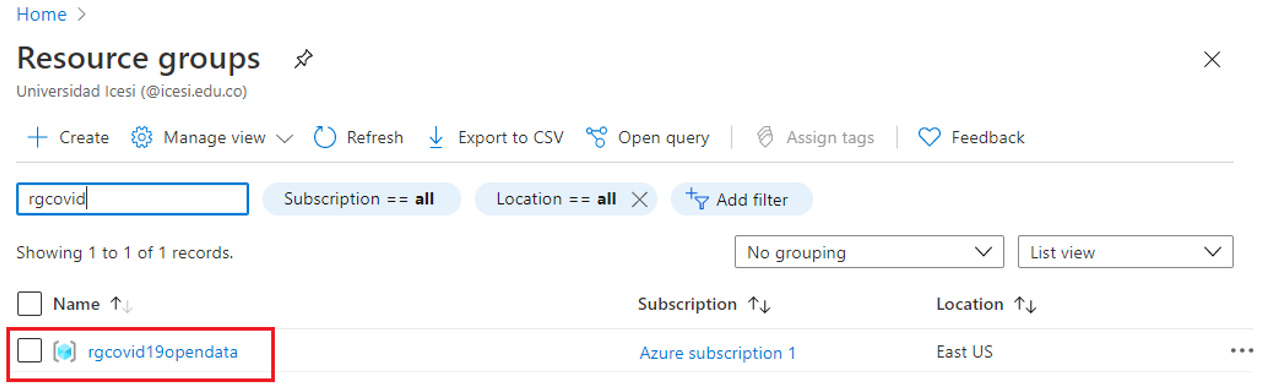 Home
Resource groups
Universidad Icesi (@icesi.edu.co)
Create Manage view Refresh Export to CSV Open query Assign tags Feedback
rgcovid Subscription == all Location == all Add filter
Showing 1 to 1 of 1 records. No grouping List view
Name Subscription Location
rgcovid19opendata Azure subscription 1 East US